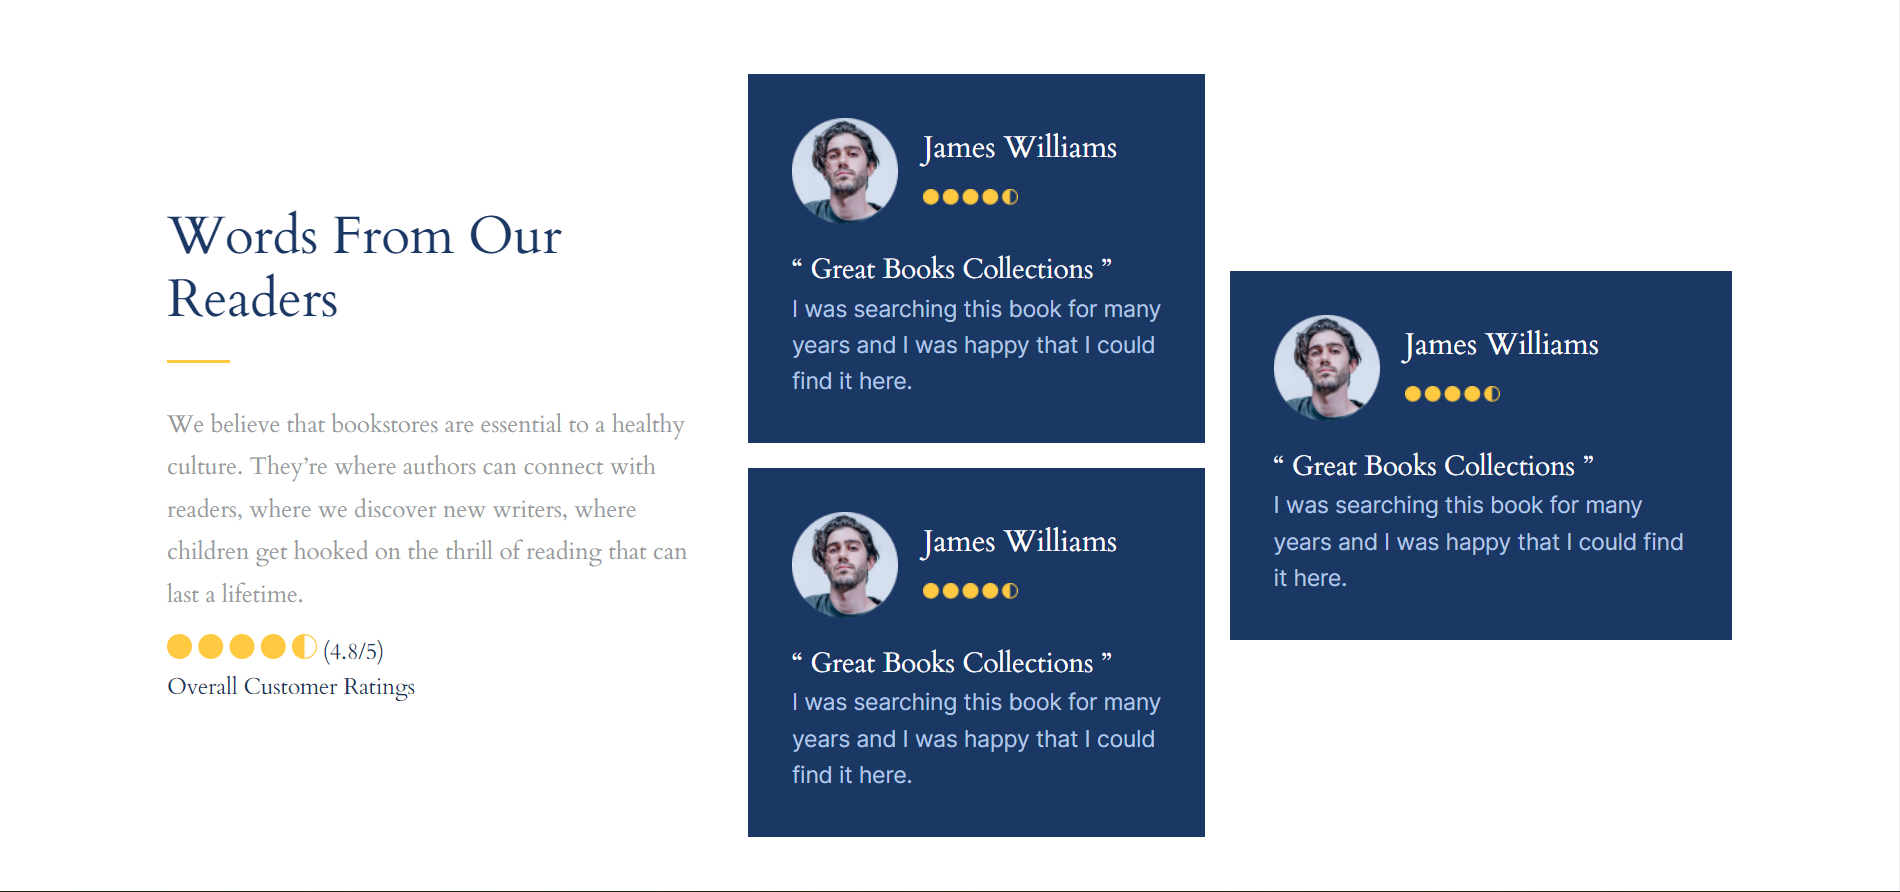 Words From Our
Readers
We believe that bookstores are essential to a healthy
culture. They’re where authors can connect with
readers, where we discover new writers, where
children get hooked on the thrill of reading that can
last a lifetime.
(4.8/5)
Overall Customer Ratings
James Williams
“ Great Books Collections ”
I was searching this book for many
years and I was happy that I could
find it here.
James Williams
“ Great Books Collections ”
I was searching this book for many
years and I was happy that I could
find it here.
James Williams
“ Great Books Collections ”
I was searching this book for many
years and I was happy that I could find
it here.